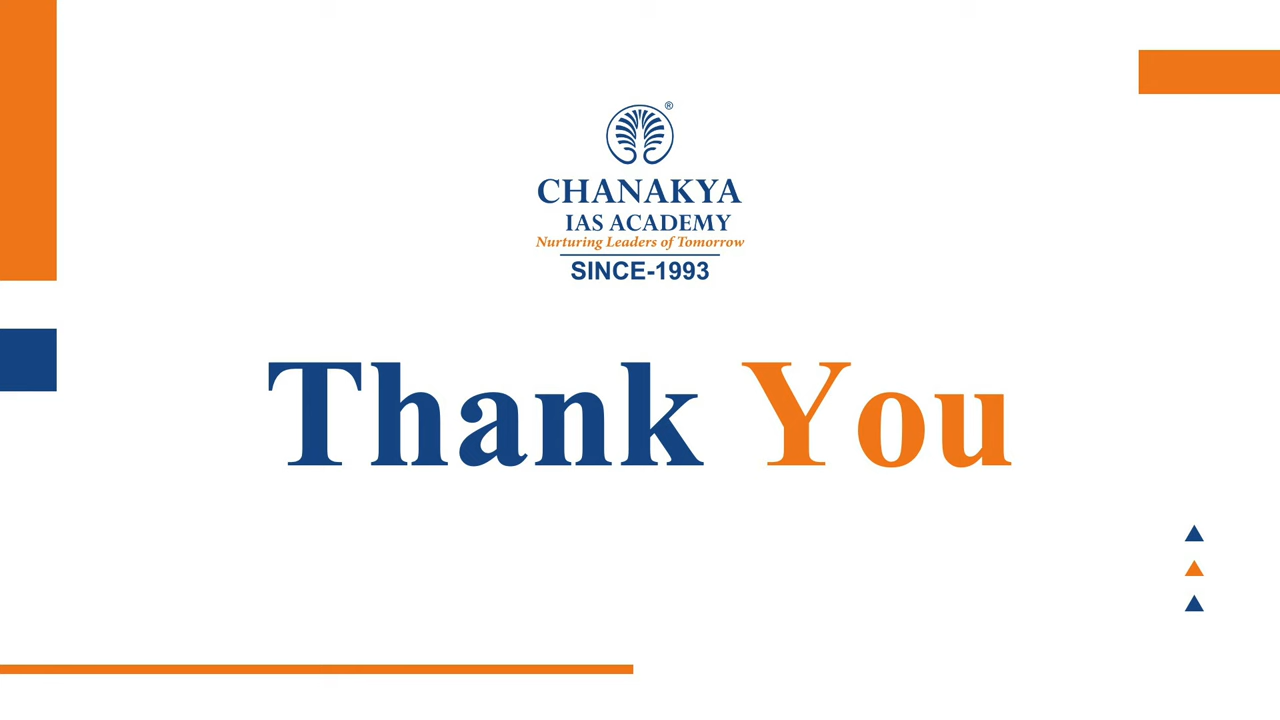 ®
CHANAKYA
IAS ACADEMY
Nurturing Leaders of Tomorrow
SINCE-1993
Thank You